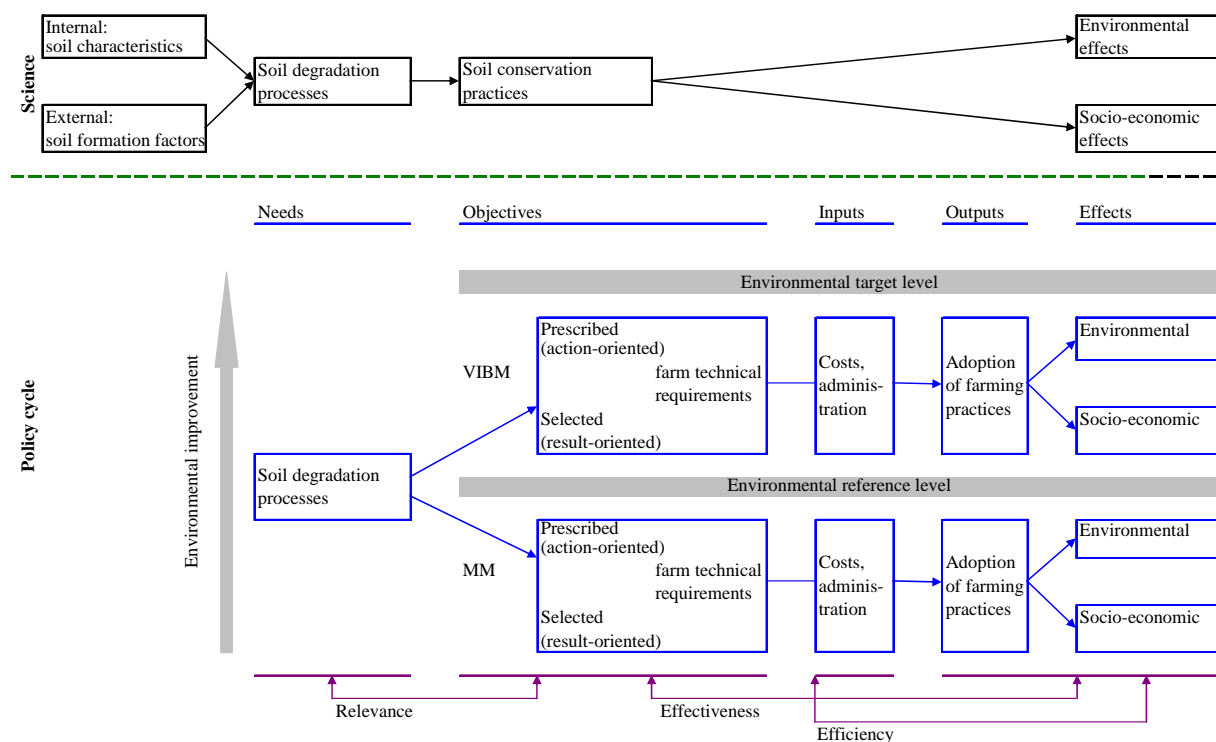 Science
Internal:
soil characteristics
External:
soil formation factors
Soil degradation
processes
Soil conservation
practices
Environmental
effects
Socio-economic
effects
Policy cycle
Needs
Objectives
Inputs
Outputs
Effects
Environmental improvement
Environmental target level
Soil degradation
processes
VIBM
Prescribed
(action-oriented)
farm technical
requirements
Selected
(result-oriented)
Costs,
adminis-
tration
Adoption
of farming
practices
Environmental
Socio-economic
Environmental reference level
MM
Prescribed
(action-oriented)
farm technical
requirements
Selected
(result-oriented)
Costs,
adminis-
tration
Adoption
of farming
practices
Environmental
Socio-economic
Relevance
Effectiveness
Efficiency